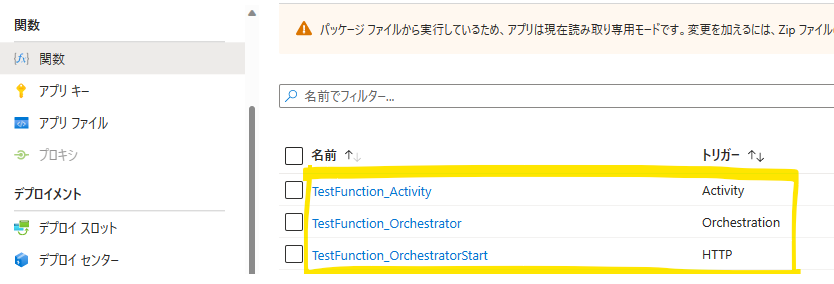 関数
関数
アプリ キー
アプリ ファイル
プロキシ
デプロイメント
デプロイ スロット
デプロイ センター
パッケージ ファイルから実行しているため、アプリは現在読み取り専用モードです。変更を加えるには、Zip ファイル
名前でフィルター...
名前 トリガー
TestFunction_Activity Activity
TestFunction_Orchestrator Orchestration
TestFunction_OrchestratorStart HTTP